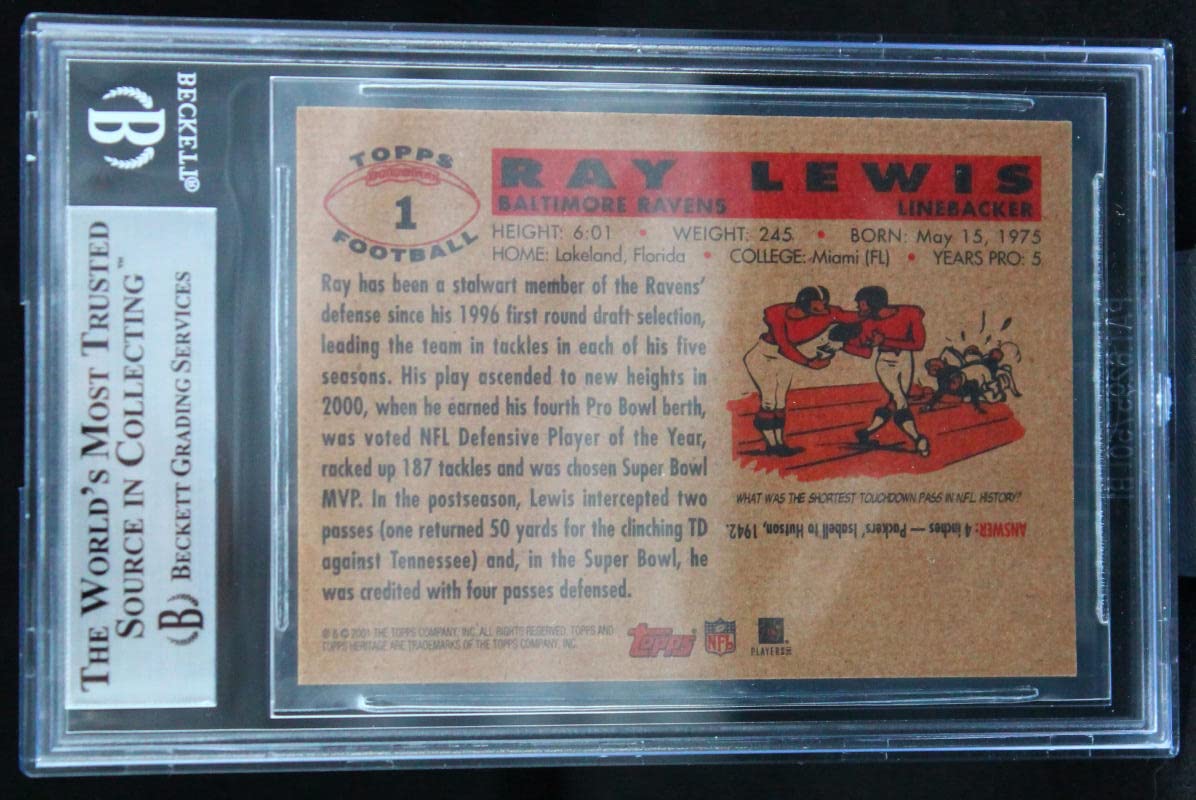 BECKETT®
THE WORLD'S MOST TRUSTED
SOURCE IN COLLECTING™
BECKETT GRADING SERVICES
TOPPS
1
FOOTBALL
RAY LEWIS
BALTIMORE RAVENS LINEBACKER
HEIGHT: 6:01 • WEIGHT: 245 • BORN: May 15, 1975
HOME: Lakeland, Florida • COLLEGE: Miami (FL) • YEARS PRO: 5
Ray has been a stalwart member of the Ravens'
defense since his 1996 first round draft selection,
leading the team in tackles in each of his five
seasons. His play ascended to new heights in
2000, when he earned his fourth Pro Bowl berth,
was voted NFL Defensive Player of the Year,
racked up 187 tackles and was chosen Super Bowl
MVP. In the postseason, Lewis intercepted two
passes (one returned 50 yards for the clinching TD
against Tennessee) and, in the Super Bowl, he
was credited with four passes defensed.
WHAT WAS THE SHORTEST TOUCHDOWN PASS IN N.F.L. HISTORY?
ANSWER: 4 inches — Packers' Isabell to Hutson, 1942.
® & © 2001 THE TOPPS COMPANY, INC. ALL RIGHTS RESERVED. TOPPS AND
TOPPS HERITAGE ARE TRADEMARKS OF THE TOPPS COMPANY, INC.
topps
NFL
PLAYERS